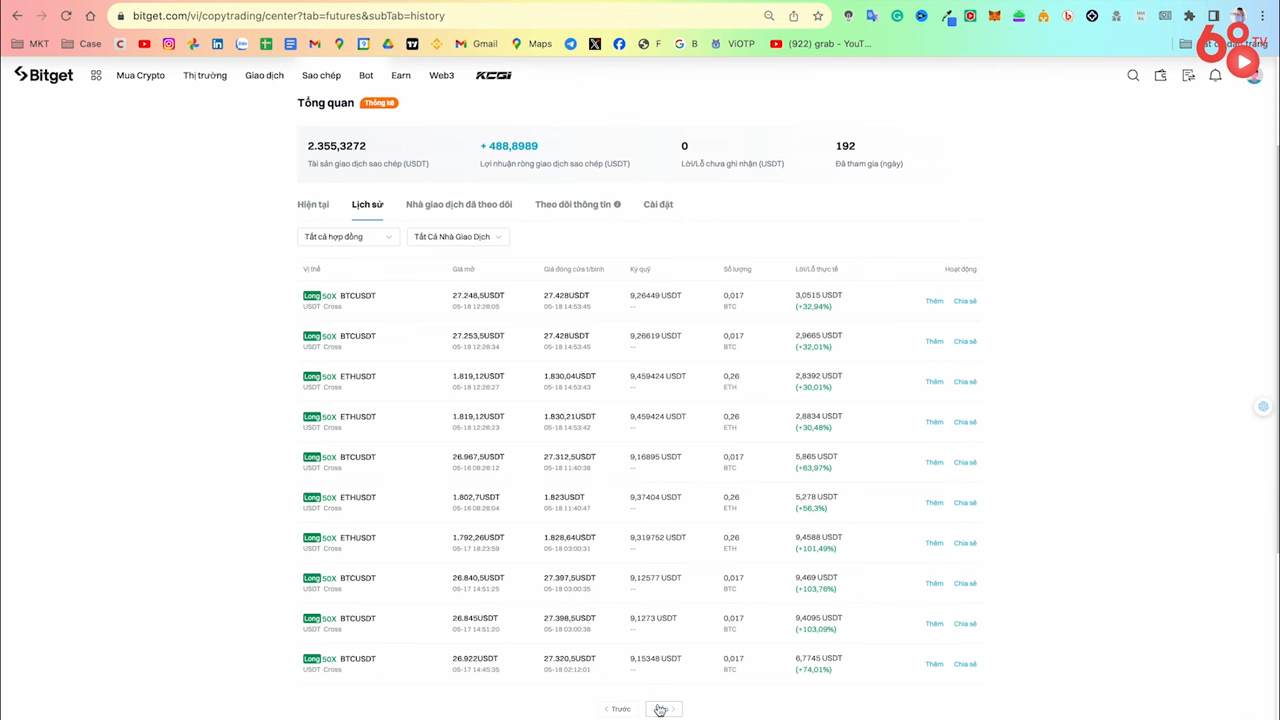 bitget.com/vi/copytrading/center?tab=futures&subTab=history
MKT Case Gmail Maps F B ViOTP (922) grab - YouT...
68 TV
Bitget Mua Crypto Thị trường Giao dịch Sao chép Bot Earn Web3 KCGI
Tổng quan Thống kê
2.355,3272 + 488,8989 0 192
Tài sản giao dịch sao chép (USDT) Lợi nhuận ròng giao dịch sao chép (USDT) Lời/Lỗ chưa ghi nhận (USDT) Đã tham gia (ngày)
Hiện tại Lịch sử Nhà giao dịch đã theo dõi Theo dõi thông tin Cài đặt
Tất cả hợp đồng Tất Cả Nhà Giao Dịch
Vị thế Giá mở Giá đóng cửa t/bình Ký quỹ Số lượng Lời/Lỗ thực tế Hoạt động
Long 50X BTCUSDT 27.248,5USDT 27.428USDT 9,26449 USDT 0,017 3,0515 USDT Thêm Chia sẻ
USDT Cross 05-18 12:26:05 05-18 14:53:45 -- BTC (+32,94%)
Long 50X BTCUSDT 27.253,5USDT 27.428USDT 9,26619 USDT 0,017 2,9665 USDT Thêm Chia sẻ
USDT Cross 05-18 12:26:34 05-18 14:53:45 -- BTC (+32,01%)
Long 50X ETHUSDT 1.819,12USDT 1.830,04USDT 9,459424 USDT 0,26 2,8392 USDT Thêm Chia sẻ
USDT Cross 05-18 12:26:27 05-18 14:53:43 -- ETH (+30,01%)
Long 50X ETHUSDT 1.819,12USDT 1.830,21USDT 9,459424 USDT 0,26 2,8834 USDT Thêm Chia sẻ
USDT Cross 05-18 12:26:23 05-18 14:53:42 -- ETH (+30,48%)
Long 50X BTCUSDT 26.967,5USDT 27.312,5USDT 9,16895 USDT 0,017 5,865 USDT Thêm Chia sẻ
USDT Cross 05-16 08:26:12 05-18 11:40:38 -- BTC (+63,97%)
Long 50X ETHUSDT 1.802,7USDT 1.823USDT 9,37404 USDT 0,26 5,278 USDT Thêm Chia sẻ
USDT Cross 05-16 08:26:04 05-18 11:40:47 -- ETH (+56,3%)
Long 50X ETHUSDT 1.792,26USDT 1.828,64USDT 9,319752 USDT 0,26 9,4588 USDT Thêm Chia sẻ
USDT Cross 05-17 18:23:59 05-18 03:00:31 -- ETH (+101,49%)
Long 50X BTCUSDT 26.840,5USDT 27.397,5USDT 9,12577 USDT 0,017 9,469 USDT Thêm Chia sẻ
USDT Cross 05-17 14:51:25 05-18 03:00:35 -- BTC (+103,76%)
Long 50X BTCUSDT 26.845USDT 27.398,5USDT 9,1273 USDT 0,017 9,4095 USDT Thêm Chia sẻ
USDT Cross 05-17 14:51:20 05-18 03:00:38 -- BTC (+103,09%)
Long 50X BTCUSDT 26.922USDT 27.320,5USDT 9,15348 USDT 0,017 6,7745 USDT Thêm Chia sẻ
USDT Cross 05-17 14:45:35 05-18 02:12:01 -- BTC (+74,01%)
Trước